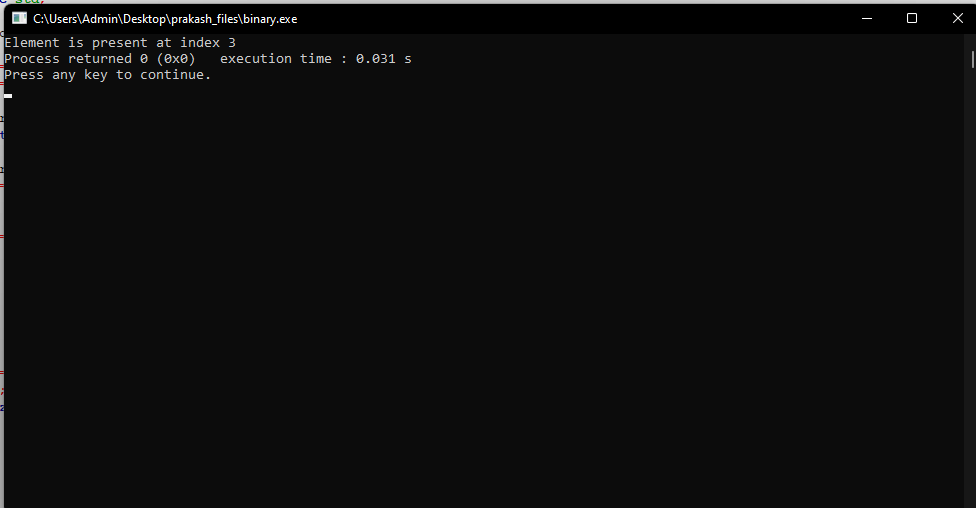 C:\Users\Admin\Desktop\prakash_files\binary.exe
Element is present at index 3
Process returned 0 (0x0)   execution time : 0.031 s
Press any key to continue.